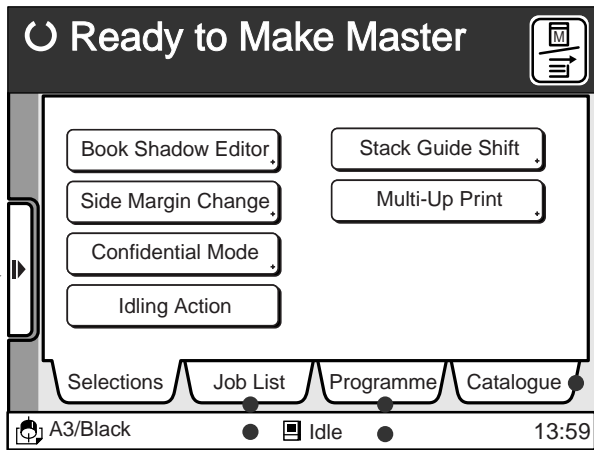 Ready to Make Master
M
Book Shadow Editor
Stack Guide Shift
Side Margin Change
Multi-Up Print
Confidential Mode
Idling Action
Selections
Job List
Programme
Catalogue
A3/Black
Idle
13:59